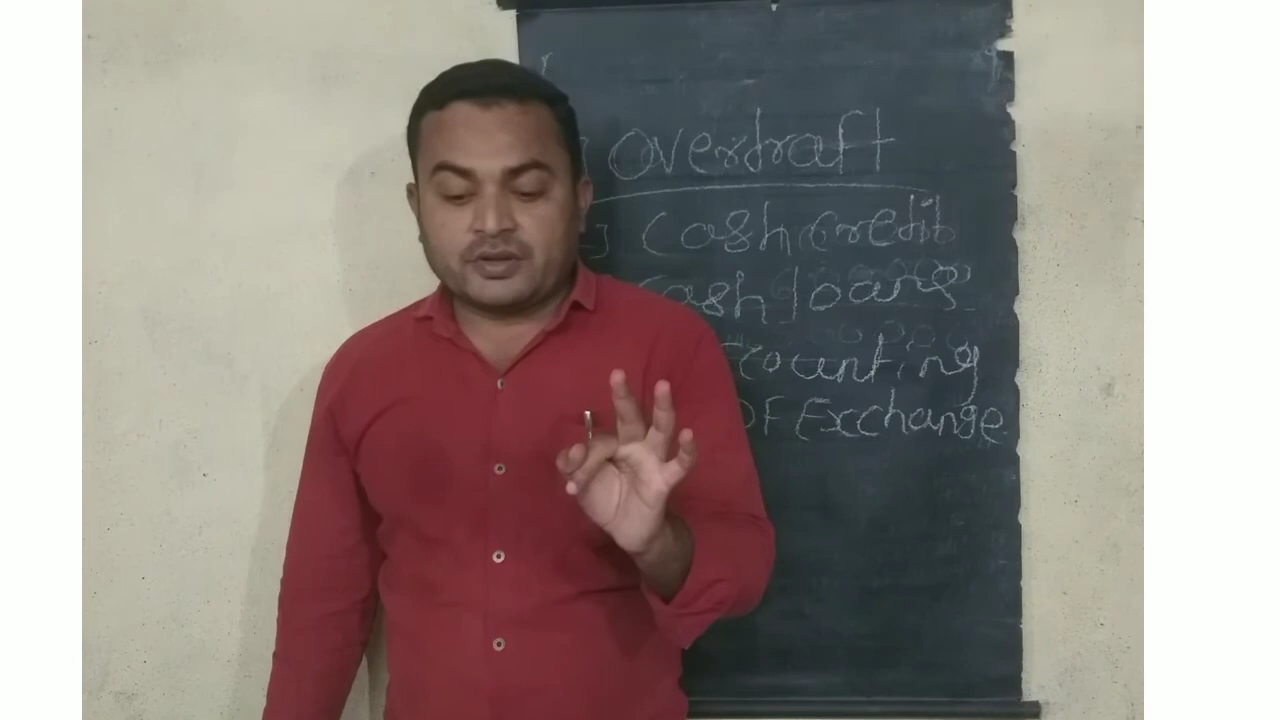 Overdraft
Cash credit
Cash loans
counting
OF Exchange